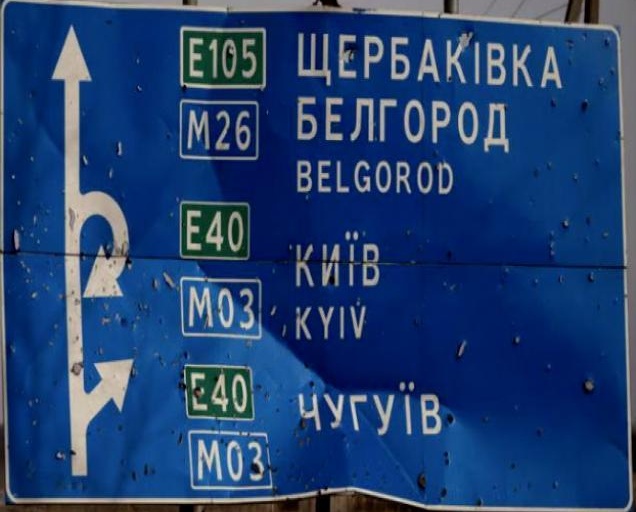 E105 ЩЕРБАКІВКА
M26 БЕЛГОРОД
BELGOROD
E40 КИЇВ
M03 KYIV
E40 ЧУГУЇВ
M03